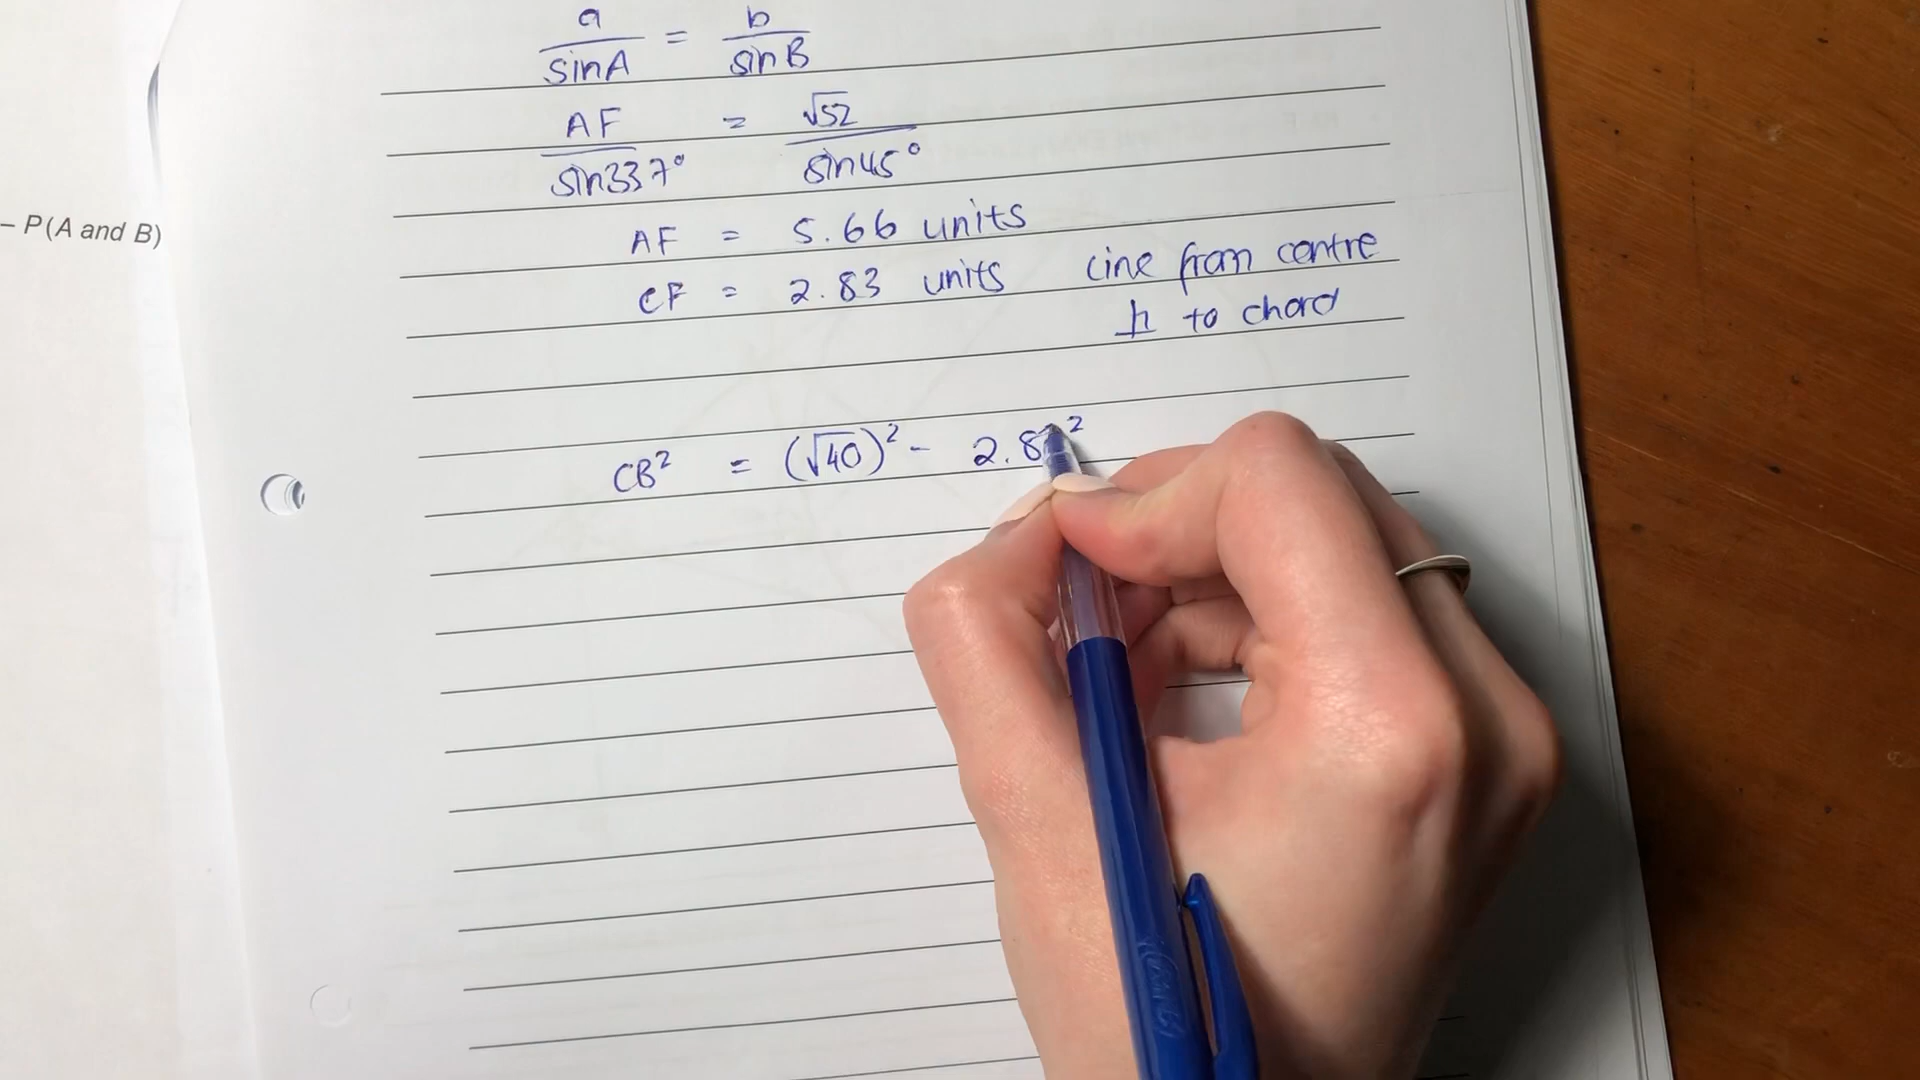 a/sinA = b/sinB
AF/sin33.7° = √52/sin45°
AF = 5.66 units
CF = 2.83 units line from centre
⊥ to chord
– P(A and B)
CB² = (√40)² - 2.8²